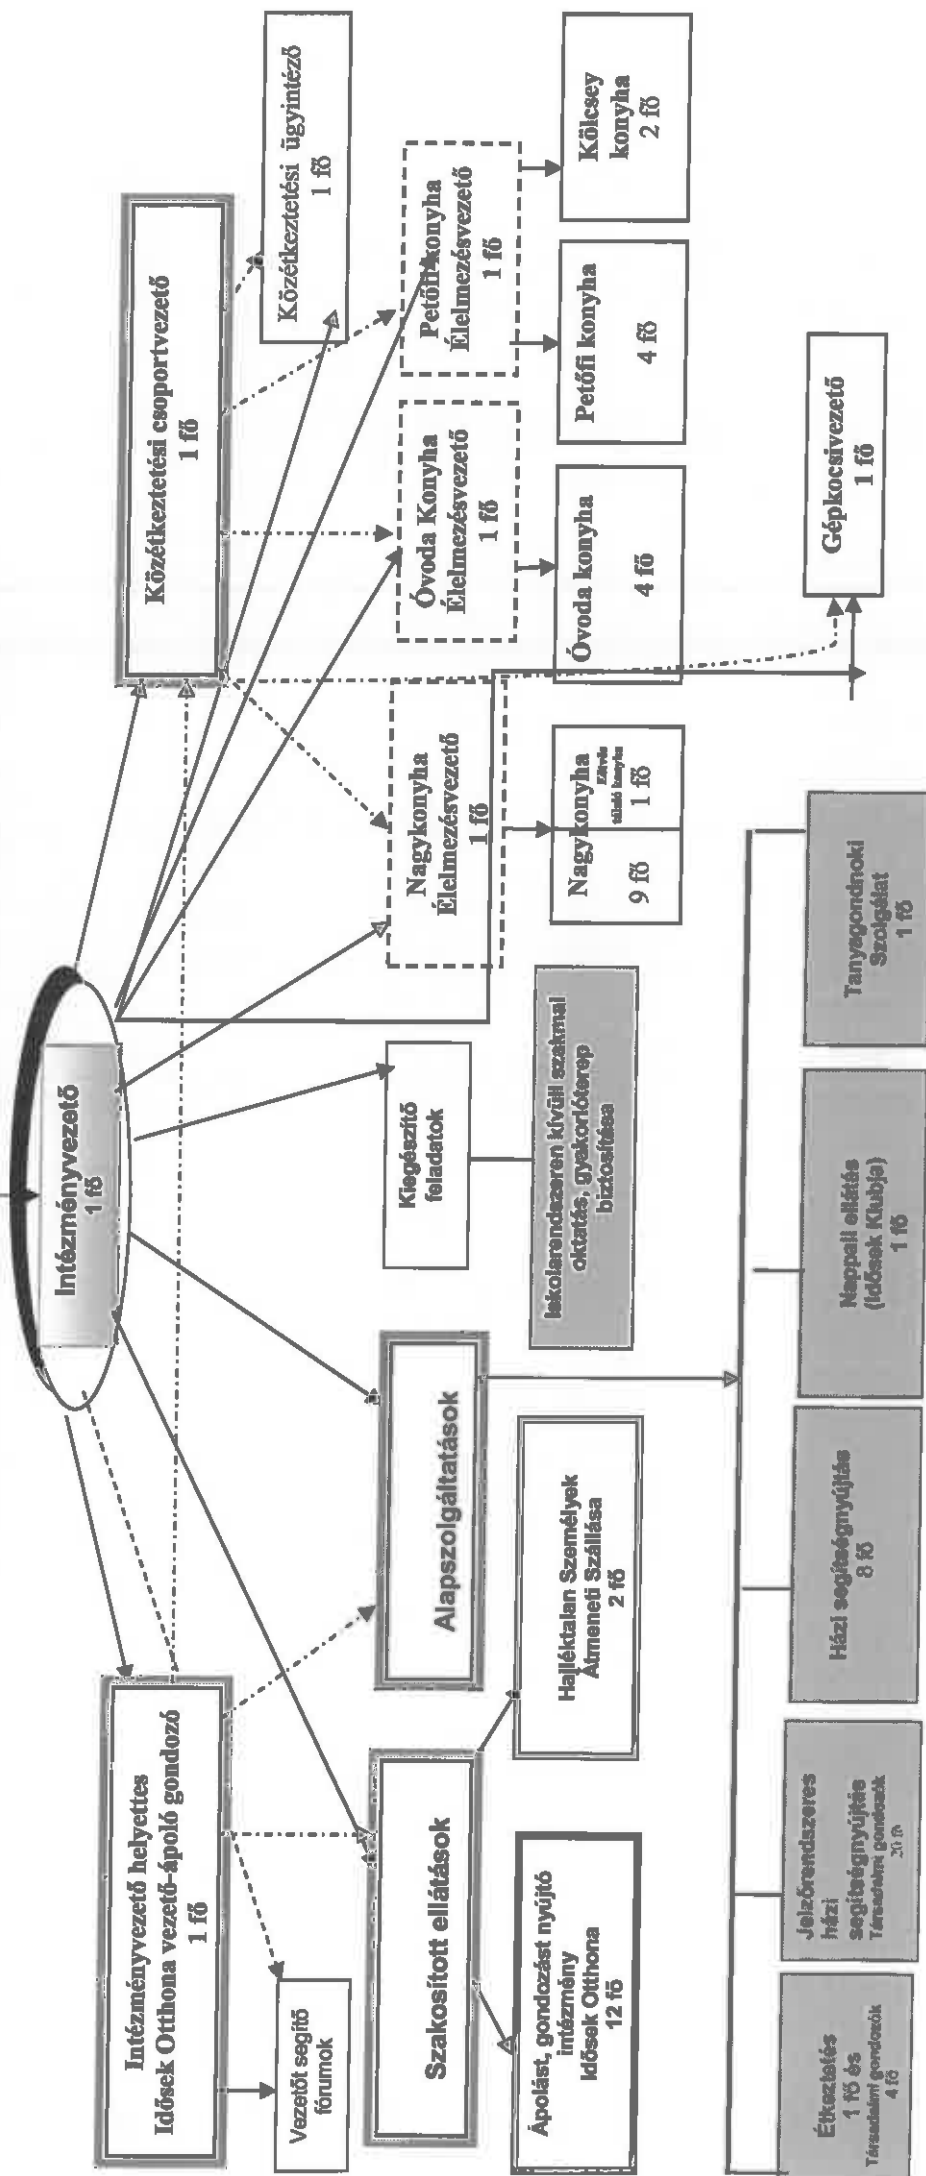 Intézményvezető
1 fő
Intézményvezető helyettes
Idősek Otthona vezető-ápoló gondozó
1 fő
Közétkeztetési csoportvezető
1 fő
Vezetőt segítő
fórumok
Közétkeztetési ügyintéző
1 fő
Szakosított ellátások
Alapszolgáltatások
Kiegészítő
feladatok
Nagykonyha
Élelmezésvezető
1 fő
Óvoda Konyha
Élelmezésvezető
1 fő
Petőfi konyha
Élelmezésvezető
1 fő
Ápolást, gondozást nyújtó
intézmény
Idősek Otthona
12 fő
Hajléktalan Személyek
Átmeneti Szállása
2 fő
Iskolarendszeren kívüli szakmai
oktatás, gyakorlóterep
biztosítása
Nagykonyha
9 fő
tálaló konyha
1 fő
Óvoda konyha
4 fő
Petőfi konyha
4 fő
Kölcsey
konyha
2 fő
Étkeztetés
1 fő és
Társadalmi gondozók
4 fő
Jelzőrendszeres
házi
segítségnyújtás
Társadalmi gondozók
20 fő
Házi segítségnyújtás
8 fő
Nappali ellátás
(Idősek Klubja)
1 fő
Tanyagondnoki
Szolgálat
1 fő
Gépkocsivezető
1 fő